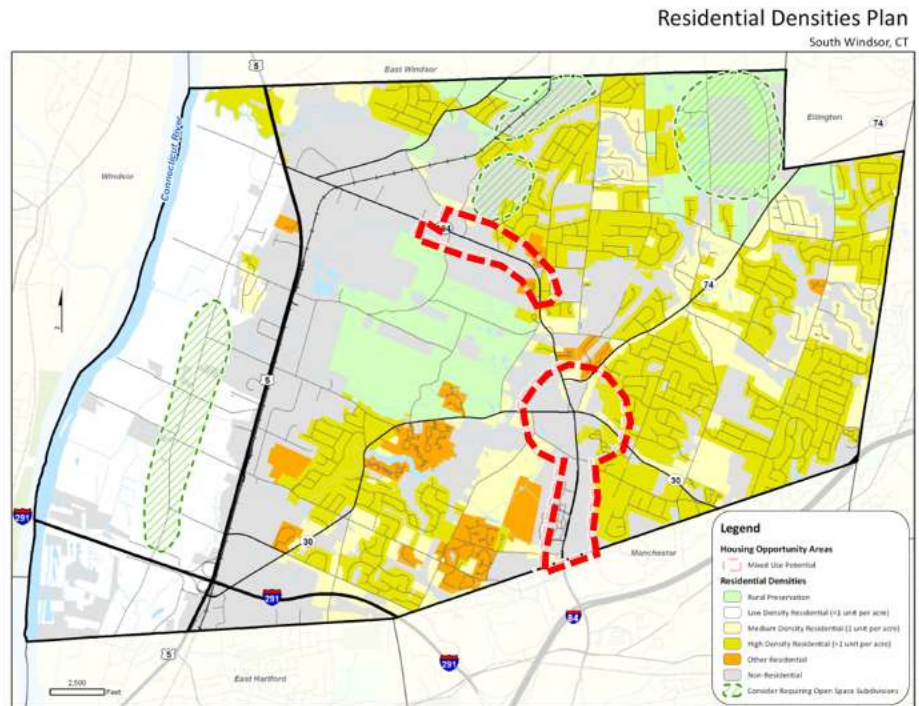 Residential Densities Plan
South Windsor, CT
5
East Windsor
Ellington
74
Windsor
Connecticut River
74
5
30
291
30
Manchester
291
84
5
291
East Hartford
2,500
Feet
Legend
Housing Opportunity Areas
Mixed Use Potential
Residential Densities
Rural Preservation
Low Density Residential (<1 unit per acre)
Medium Density Residential (1 unit per acre)
High Density Residential (>1 unit per acre)
Other Residential
Non-Residential
Consider Requiring Open Space Subdivisions